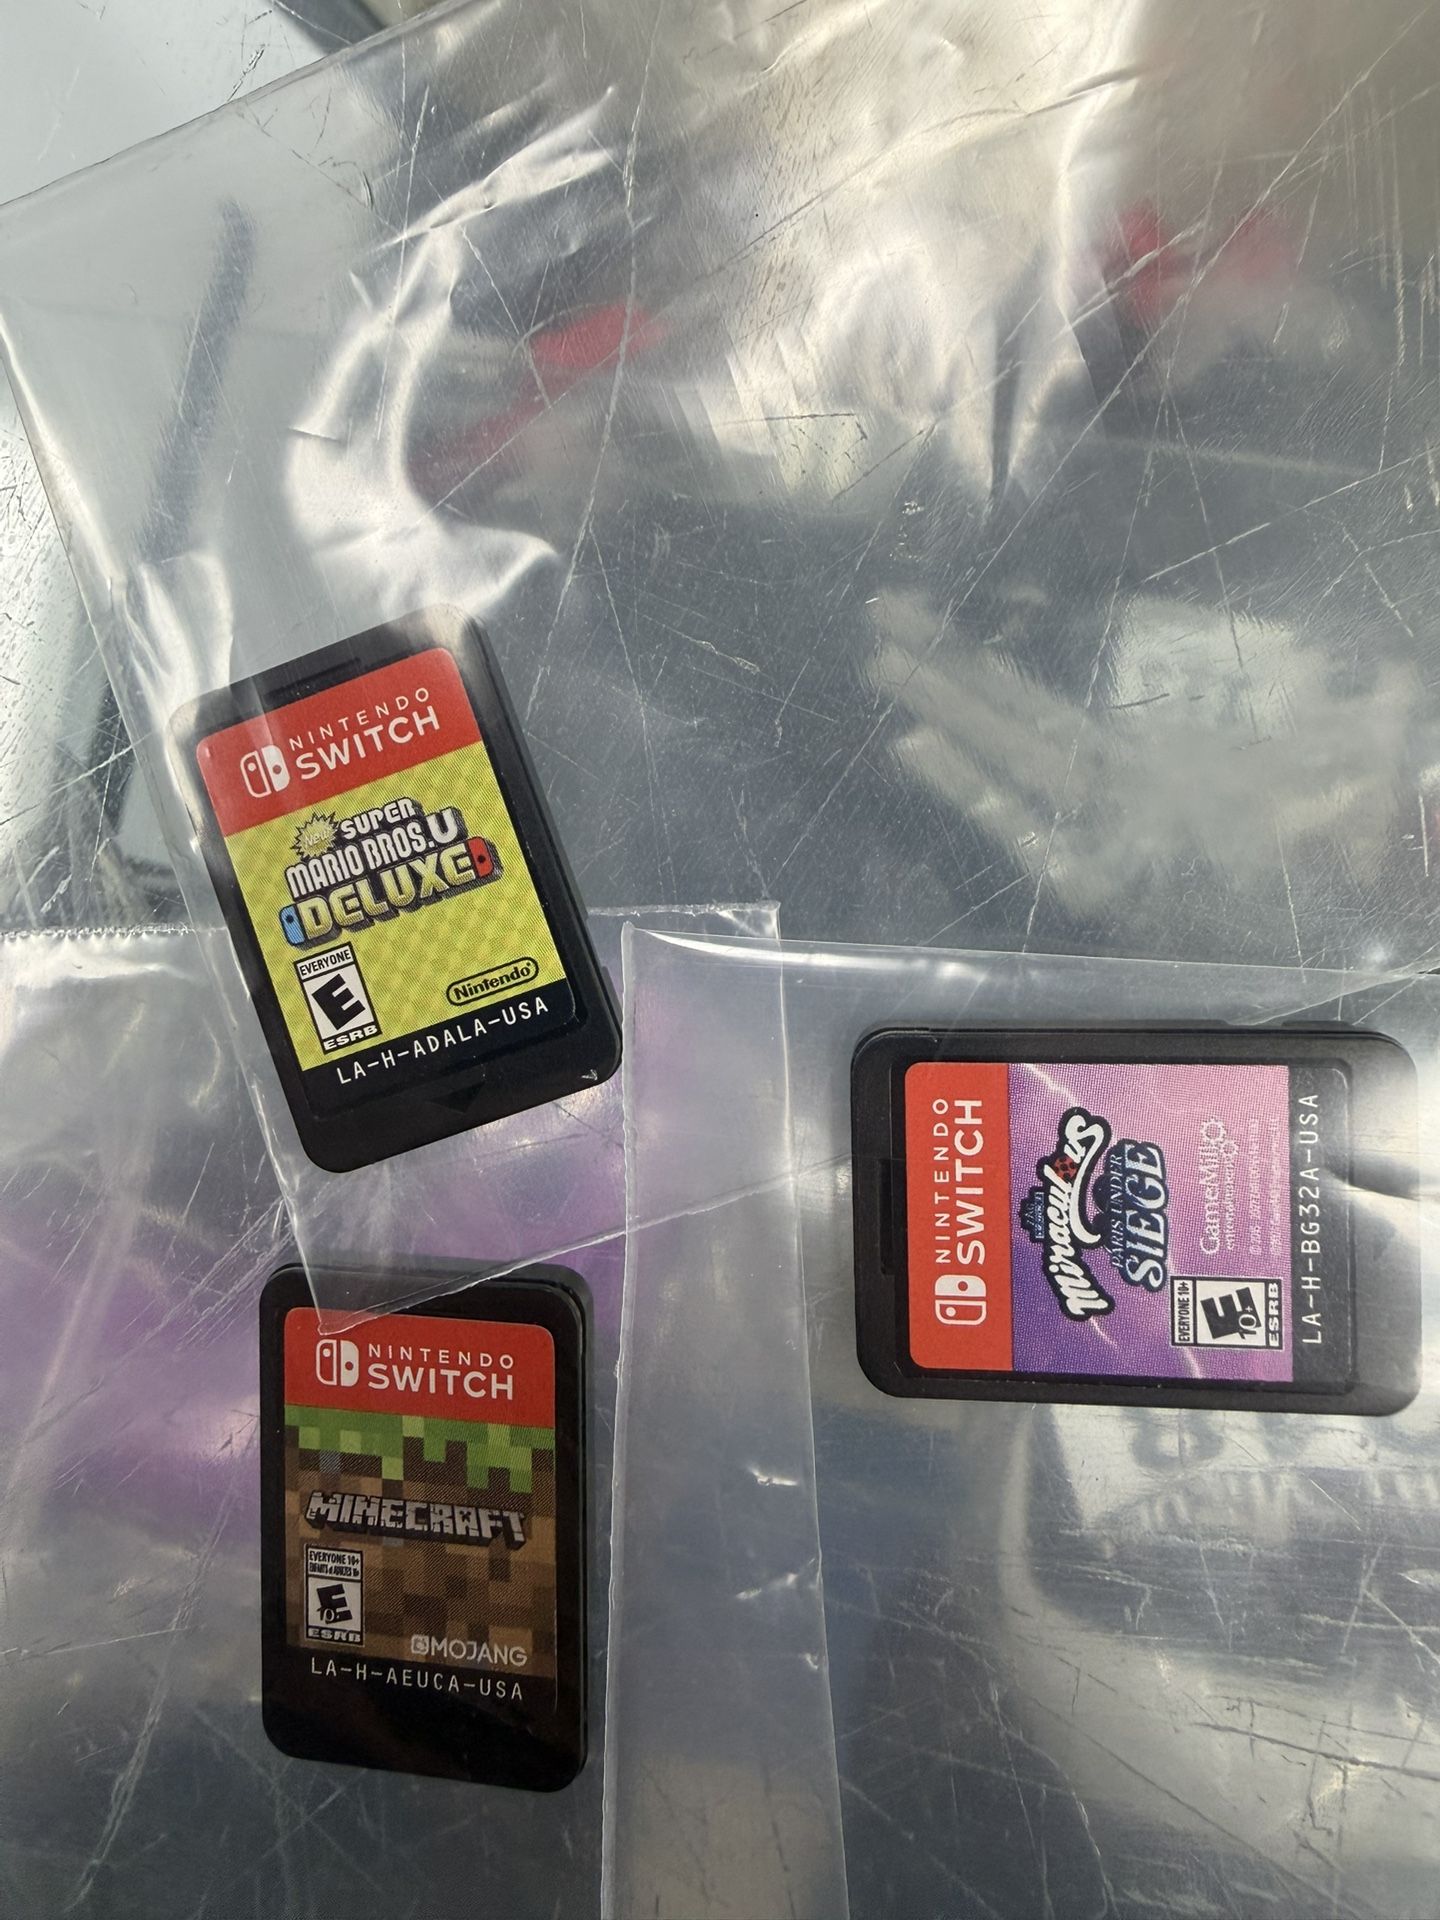 NINTENDO
SWITCH
New
SUPER
MARIO BROS. U
DELUXE
EVERYONE
E
ESRB
Nintendo
LA-H-ADALA-USA
NINTENDO
SWITCH
Miraculous
PARIS UNDER
SIEGE
GameMill
entertainment
EVERYONE 10+
E
10+
ESRB
LA-H-BG32A-USA
NINTENDO
SWITCH
MINECRAFT
EVERYONE 10+
E
10+
ESRB
MOJANG
LA-H-AEUCA-USA